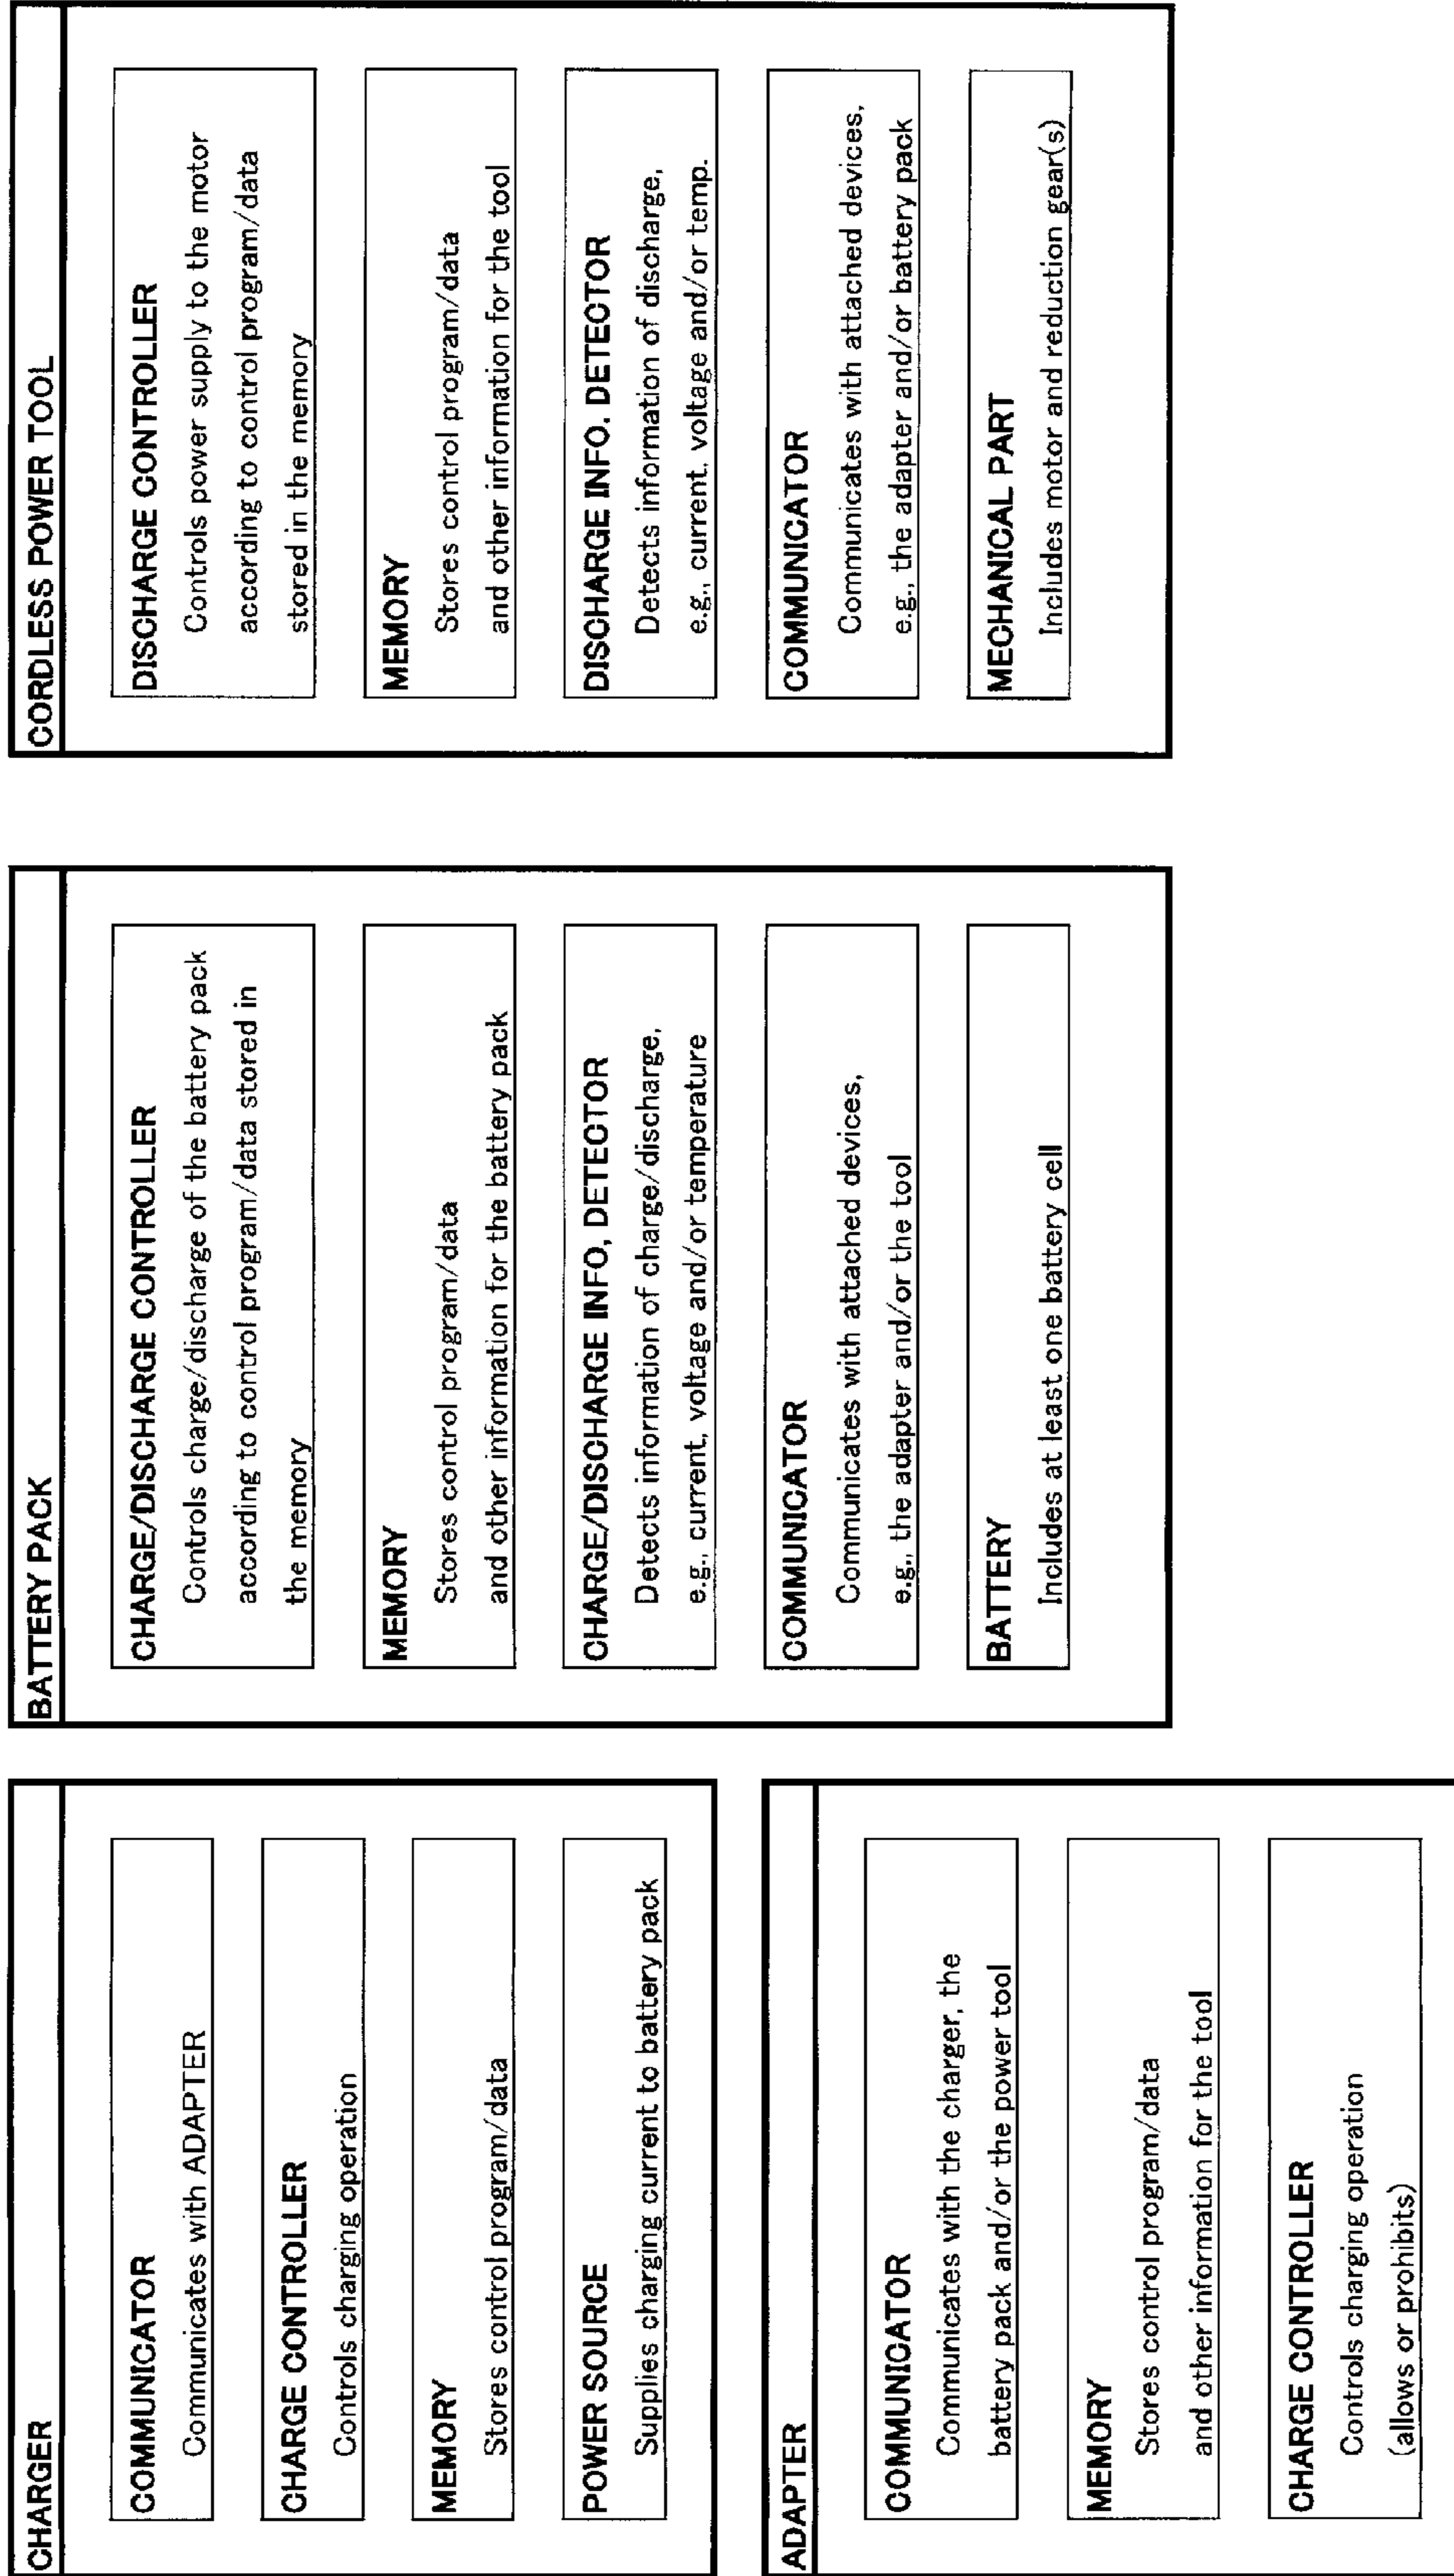 CHARGER
COMMUNICATOR
Communicates with ADAPTER
CHARGE CONTROLLER
Controls charging operation
MEMORY
Stores control program/data
POWER SOURCE
Supplies charging current to battery pack
ADAPTER
COMMUNICATOR
Communicates with the charger, the
battery pack and/or the power tool
MEMORY
Stores control program/data
and other information for the tool
CHARGE CONTROLLER
Controls charging operation
(allows or prohibits)
BATTERY PACK
CHARGE/DISCHARGE CONTROLLER
Controls charge/discharge of the battery pack
according to control program/data stored in
the memory
MEMORY
Stores control program/data
and other information for the battery pack
CHARGE/DISCHARGE INFO, DETECTOR
Detects information of charge/discharge,
e.g., current, voltage and/or temperature
COMMUNICATOR
Communicates with attached devices,
e.g., the adapter and/or the tool
BATTERY
Includes at least one battery cell
CORDLESS POWER TOOL
DISCHARGE CONTROLLER
Controls power supply to the motor
according to control program/data
stored in the memory
MEMORY
Stores control program/data
and other information for the tool
DISCHARGE INFO. DETECTOR
Detects information of discharge,
e.g., current, voltage and/or temp.
COMMUNICATOR
Communicates with attached devices,
e.g., the adapter and/or battery pack
MECHANICAL PART
Includes motor and reduction gear(s)